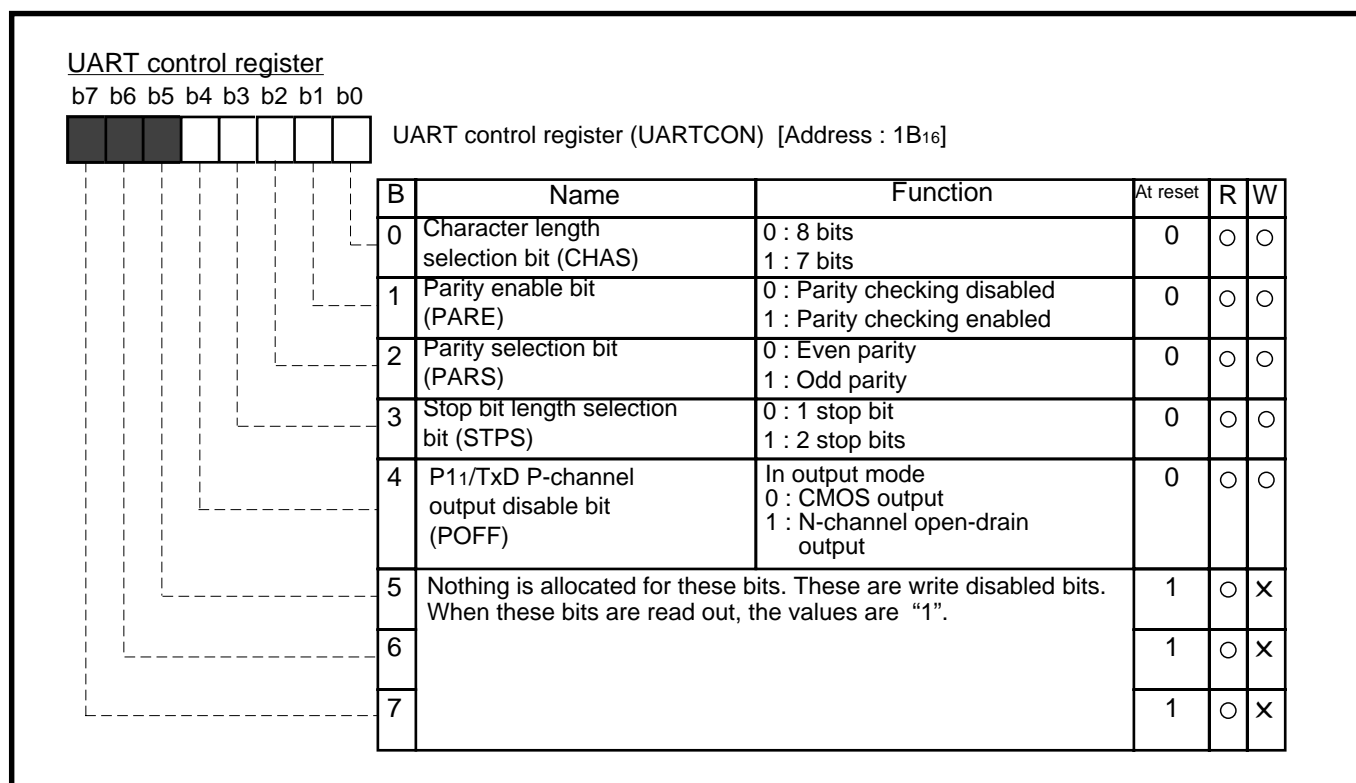 UART control register
b7 b6 b5 b4 b3 b2 b1 b0
UART control register (UARTCON) [Address : 1B16]
B Name Function At reset R W
0 Character length selection bit (CHAS) 0 : 8 bits 1 : 7 bits 0 ○ ○
1 Parity enable bit (PARE) 0 : Parity checking disabled 1 : Parity checking enabled 0 ○ ○
2 Parity selection bit (PARS) 0 : Even parity 1 : Odd parity 0 ○ ○
3 Stop bit length selection bit (STPS) 0 : 1 stop bit 1 : 2 stop bits 0 ○ ○
4 P11/TxD P-channel output disable bit (POFF) In output mode 0 : CMOS output 1 : N-channel open-drain output 0 ○ ○
5 Nothing is allocated for these bits. These are write disabled bits. When these bits are read out, the values are “1”. 1 ○ ×
6 1 ○ ×
7 1 ○ ×